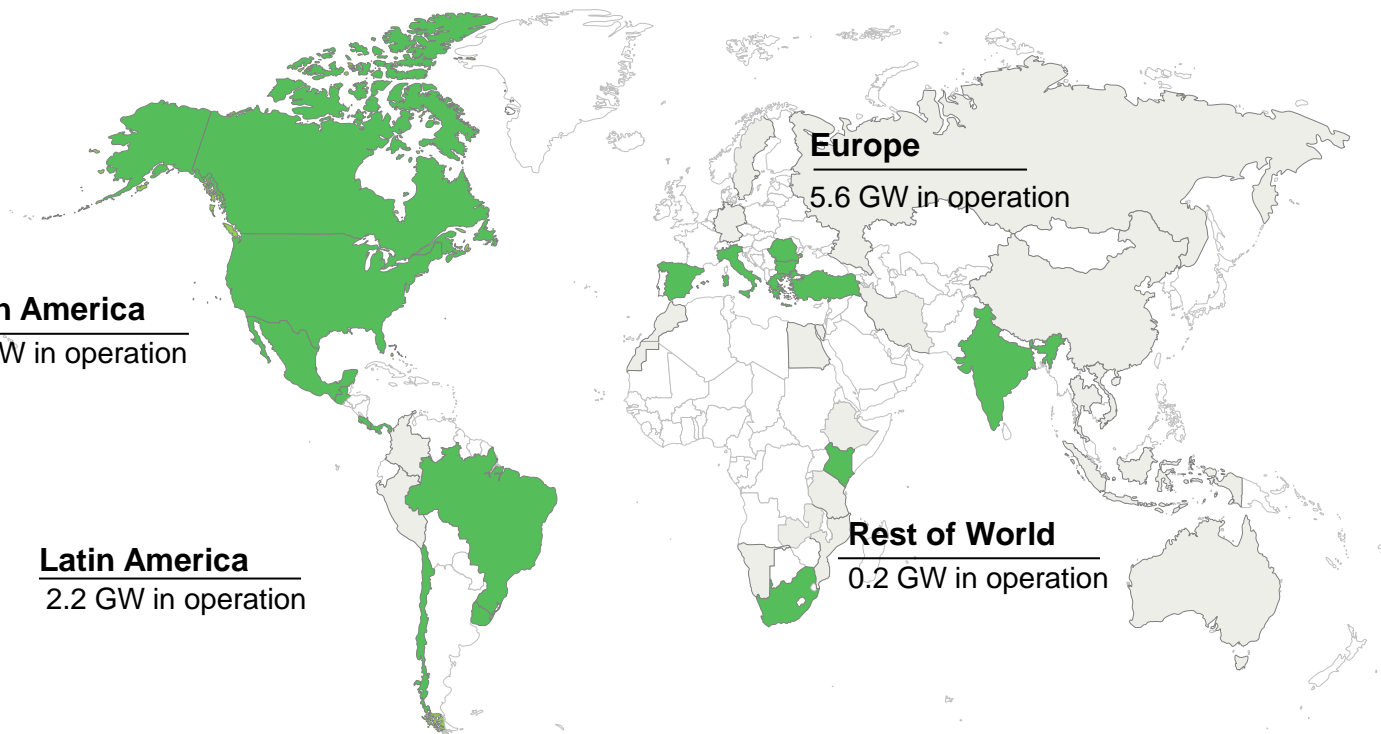 Europe
5.6 GW in operation
America
in operation
Latin America
2.2 GW in operation
Rest of World
0.2 GW in operation